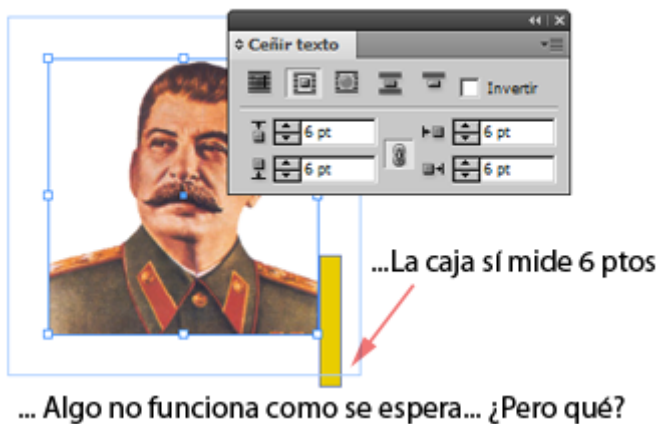 Ceñir texto
Invertir
6 pt
6 pt
6 pt
6 pt
...La caja sí mide 6 ptos
... Algo no funciona como se espera... ¿Pero qué?